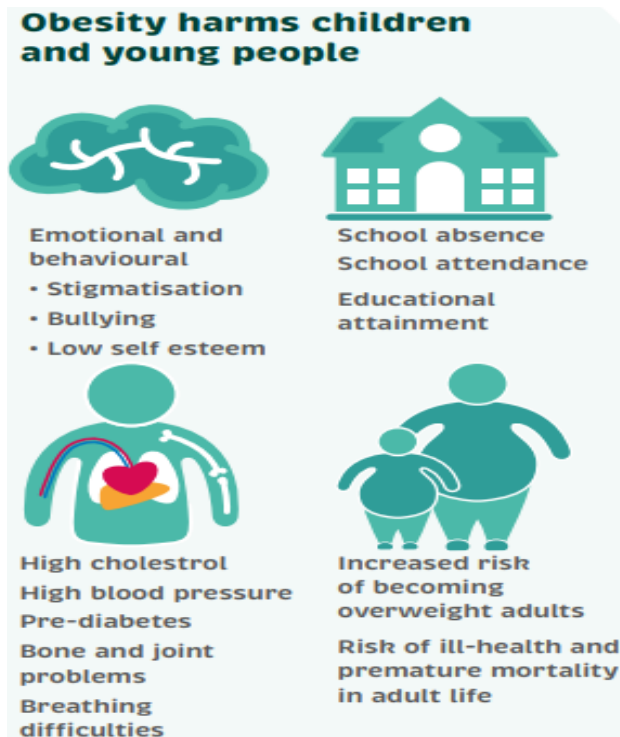 Obesity harms children
and young people
Emotional and
behavioural
• Stigmatisation
• Bullying
• Low self esteem
School absence
School attendance
Educational
attainment
High cholestrol
High blood pressure
Pre-diabetes
Bone and joint
problems
Breathing
difficulties
Increased risk
of becoming
overweight adults
Risk of ill-health and
premature mortality
in adult life